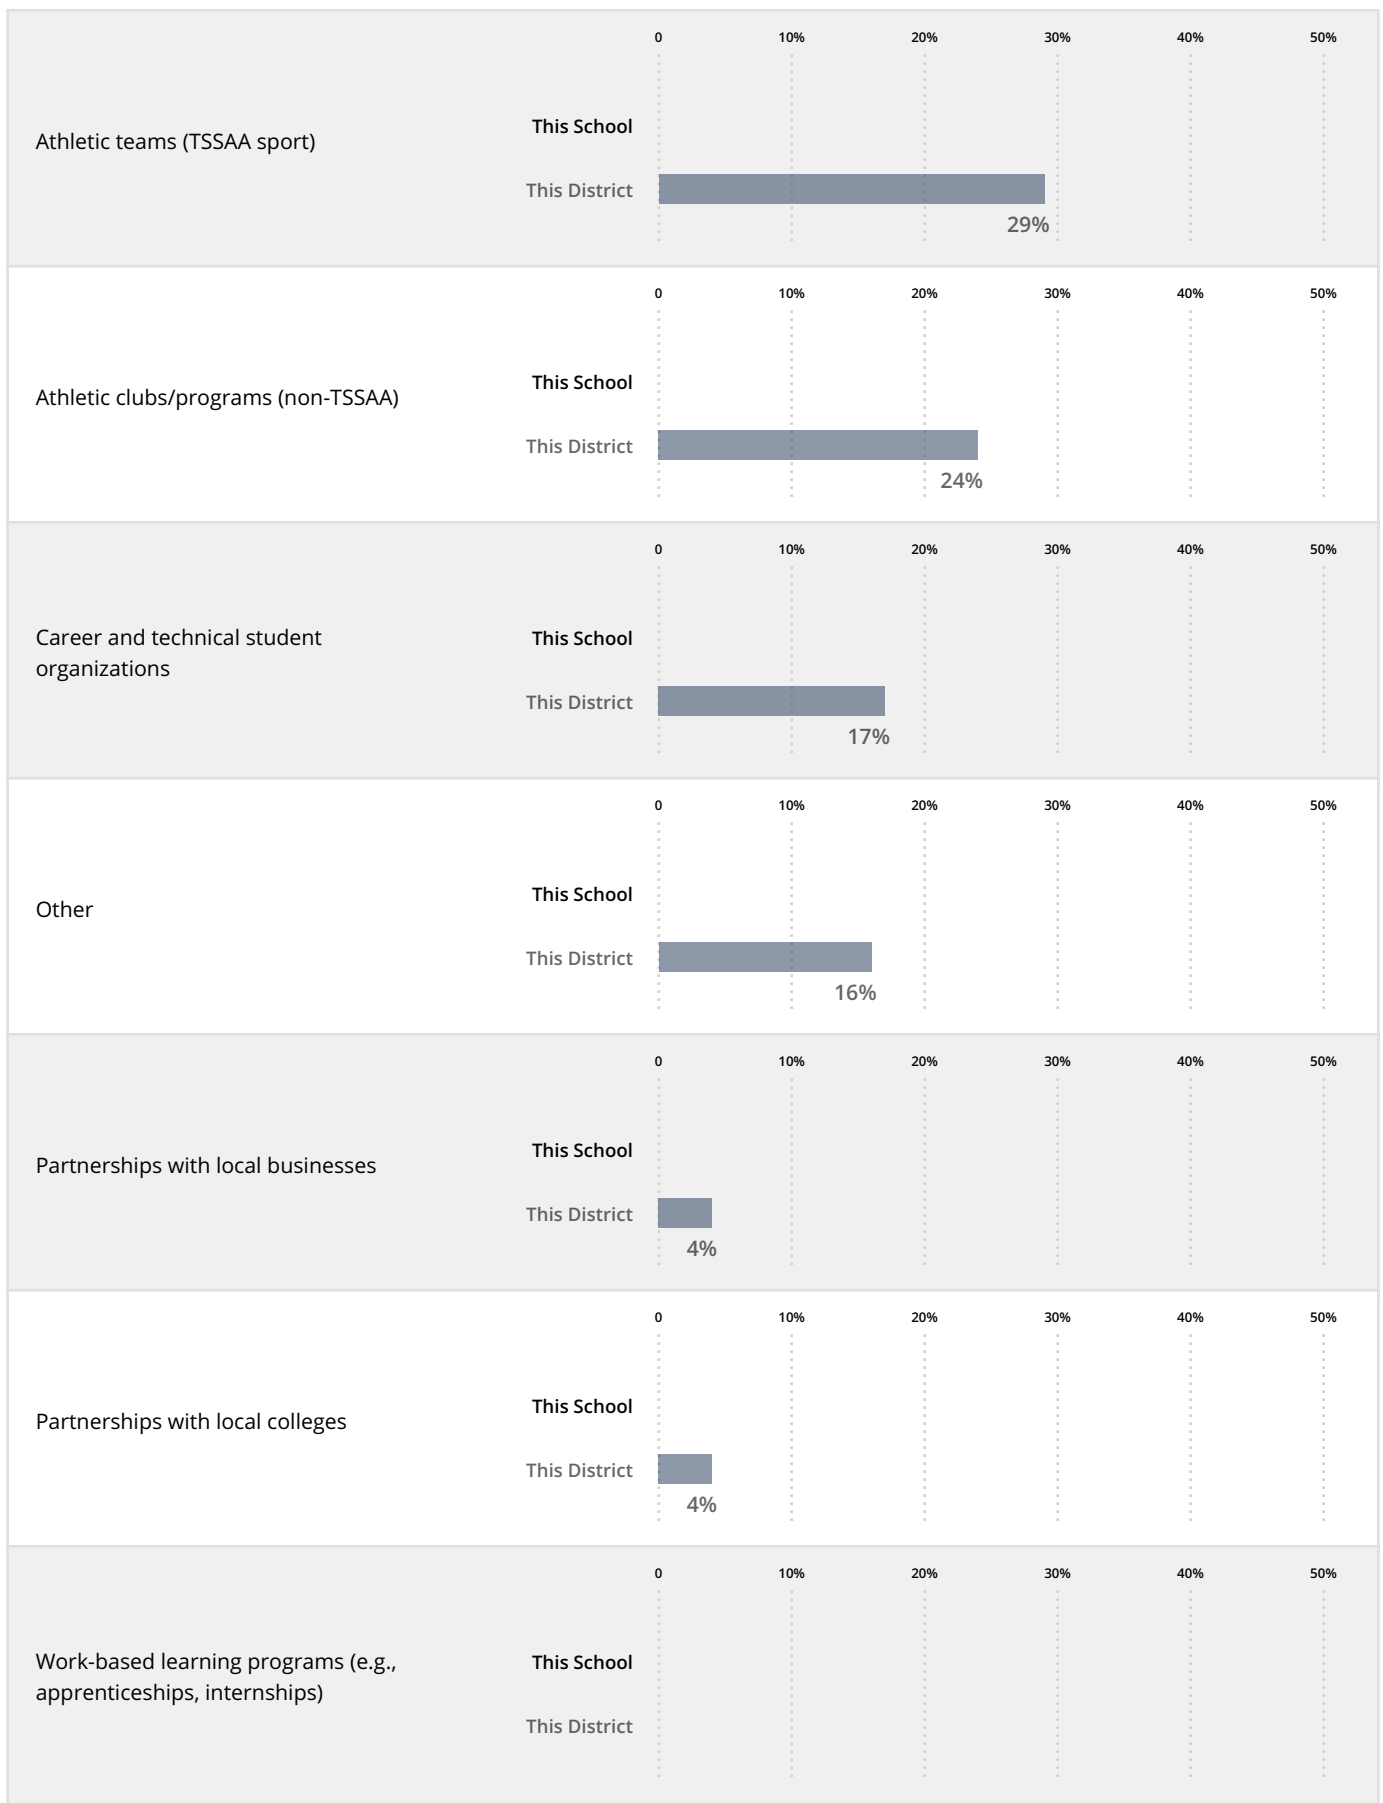 0 10% 20% 30% 40% 50%
Athletic teams (TSSAA sport)
This School
This District
29%
0 10% 20% 30% 40% 50%
Athletic clubs/programs (non-TSSAA)
This School
This District
24%
0 10% 20% 30% 40% 50%
Career and technical student
organizations
This School
This District
17%
0 10% 20% 30% 40% 50%
Other
This School
This District
16%
0 10% 20% 30% 40% 50%
Partnerships with local businesses
This School
This District
4%
0 10% 20% 30% 40% 50%
Partnerships with local colleges
This School
This District
4%
0 10% 20% 30% 40% 50%
Work-based learning programs (e.g.,
apprenticeships, internships)
This School
This District